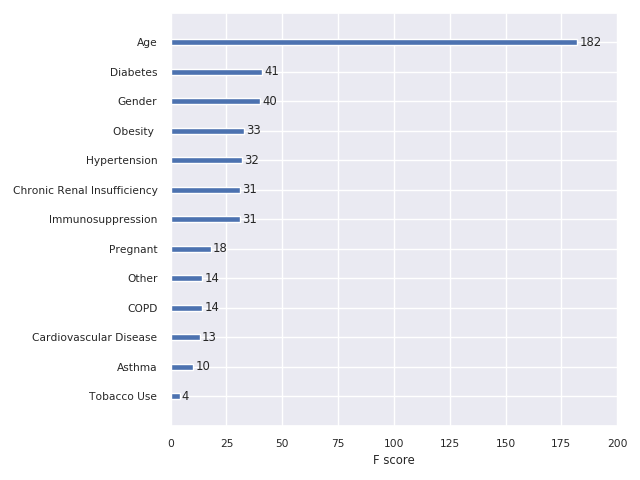 Age 182
Diabetes 41
Gender 40
Obesity 33
Hypertension 32
Chronic Renal Insufficiency 31
Immunosuppression 31
Pregnant 18
Other 14
COPD 14
Cardiovascular Disease 13
Asthma 10
Tobacco Use 4
0 25 50 75 100 125 150 175 200
F score